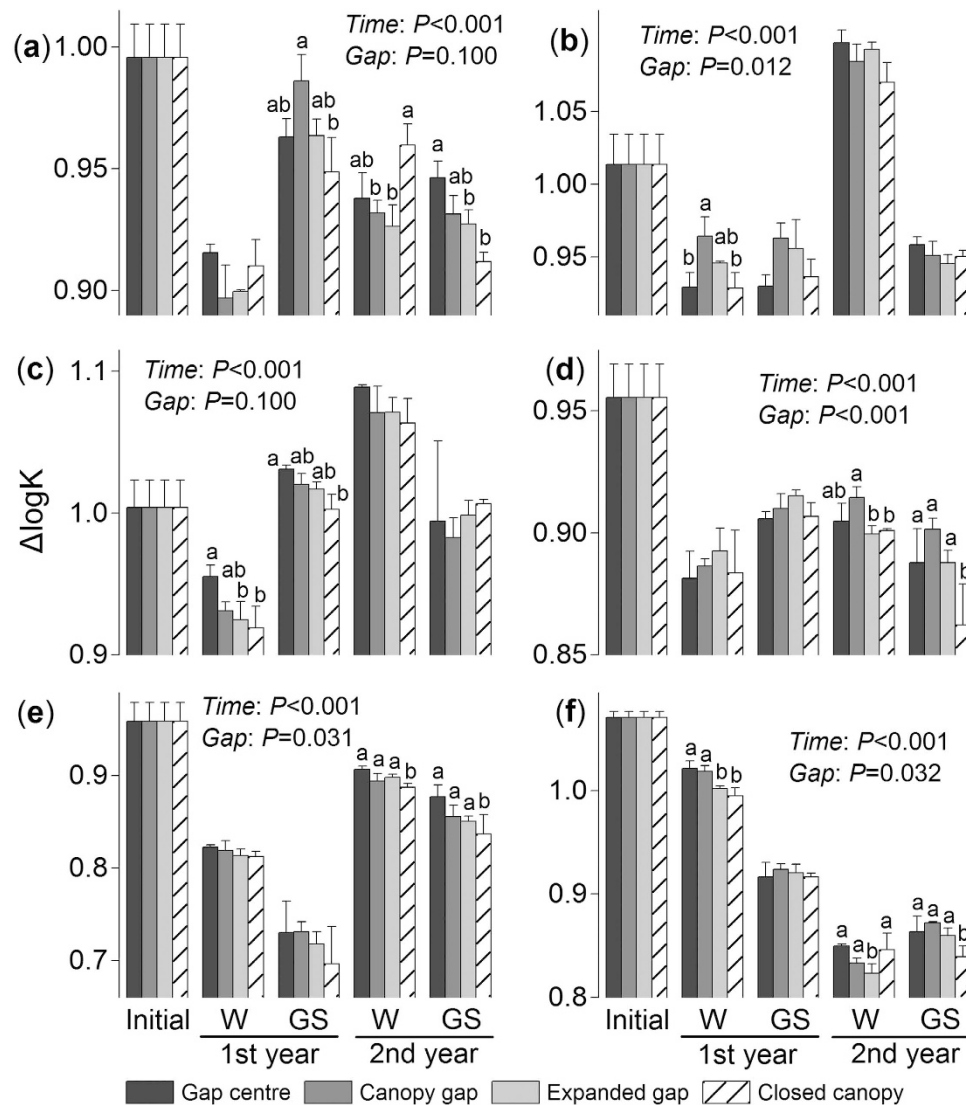 (a)
Time: P<0.001
Gap: P=0.100
1.00
0.95
0.90
a
ab
ab
b
a
b
b
ab
a
ab
b
b
(b)
Time: P<0.001
Gap: P=0.012
1.05
1.00
0.95
a
b
ab
b
(c)
Time: P<0.001
Gap: P=0.100
1.1
1.0
0.9
a
ab
b
b
a
ab
ab
b
(d)
Time: P<0.001
Gap: P<0.001
0.95
0.90
0.85
ab
a
b
b
a
a
a
b
ΔlogK
(e)
Time: P<0.001
Gap: P=0.031
0.9
0.8
0.7
a
a
a
b
a
a
a
b
Initial
W
GS
W
GS
1st year
2nd year
(f)
Time: P<0.001
Gap: P=0.032
1.0
0.9
0.8
a
a
b
b
a
a
b
a
a
a
a
b
Initial
W
GS
W
GS
1st year
2nd year
Gap centre
Canopy gap
Expanded gap
Closed canopy